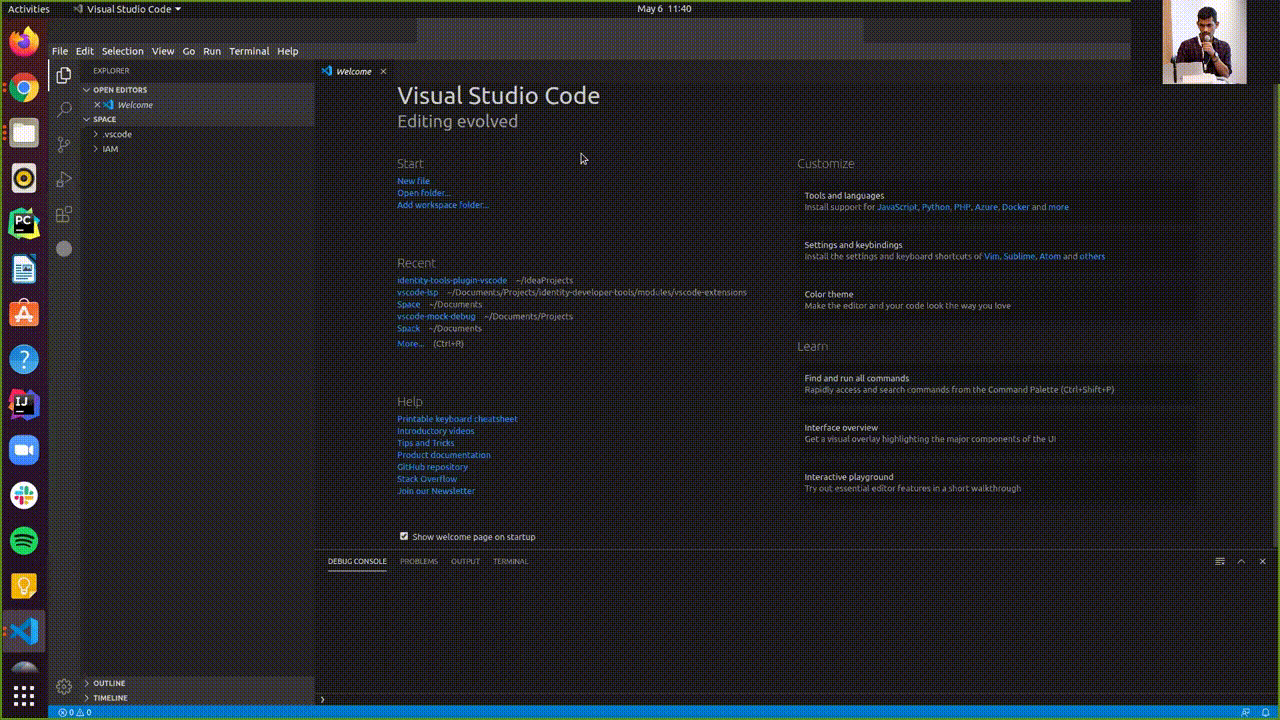 Activities
Visual Studio Code
May 6 11:40
File Edit Selection View Go Run Terminal Help
EXPLORER
OPEN EDITORS
Welcome
SPACE
.vscode
IAM
OUTLINE
TIMELINE
Welcome
Visual Studio Code
Editing evolved
Start
New file
Open folder...
Add workspace folder...
Recent
identity-tools-plugin-vscode ~/IdeaProjects
vscode-lsp ~/Documents/Projects/identity-developer-tools/modules/vscode-extensions
Space ~/Documents
vscode-mock-debug ~/Documents/Projects
Spack ~/Documents
More... (Ctrl+R)
Help
Printable keyboard cheatsheet
Introductory videos
Tips and Tricks
Product documentation
GitHub repository
Stack Overflow
Join our Newsletter
Show welcome page on startup
Customize
Tools and languages
Install support for JavaScript, Python, PHP, Azure, Docker and more
Settings and keybindings
Install the settings and keyboard shortcuts of Vim, Sublime, Atom and others
Color theme
Make the editor and your code look the way you love
Learn
Find and run all commands
Rapidly access and search commands from the Command Palette (Ctrl+Shift+P)
Interface overview
Get a visual overlay highlighting the major components of the UI
Interactive playground
Try out essential editor features in a short walkthrough
DEBUG CONSOLE PROBLEMS OUTPUT TERMINAL
0 0
PC
IJ